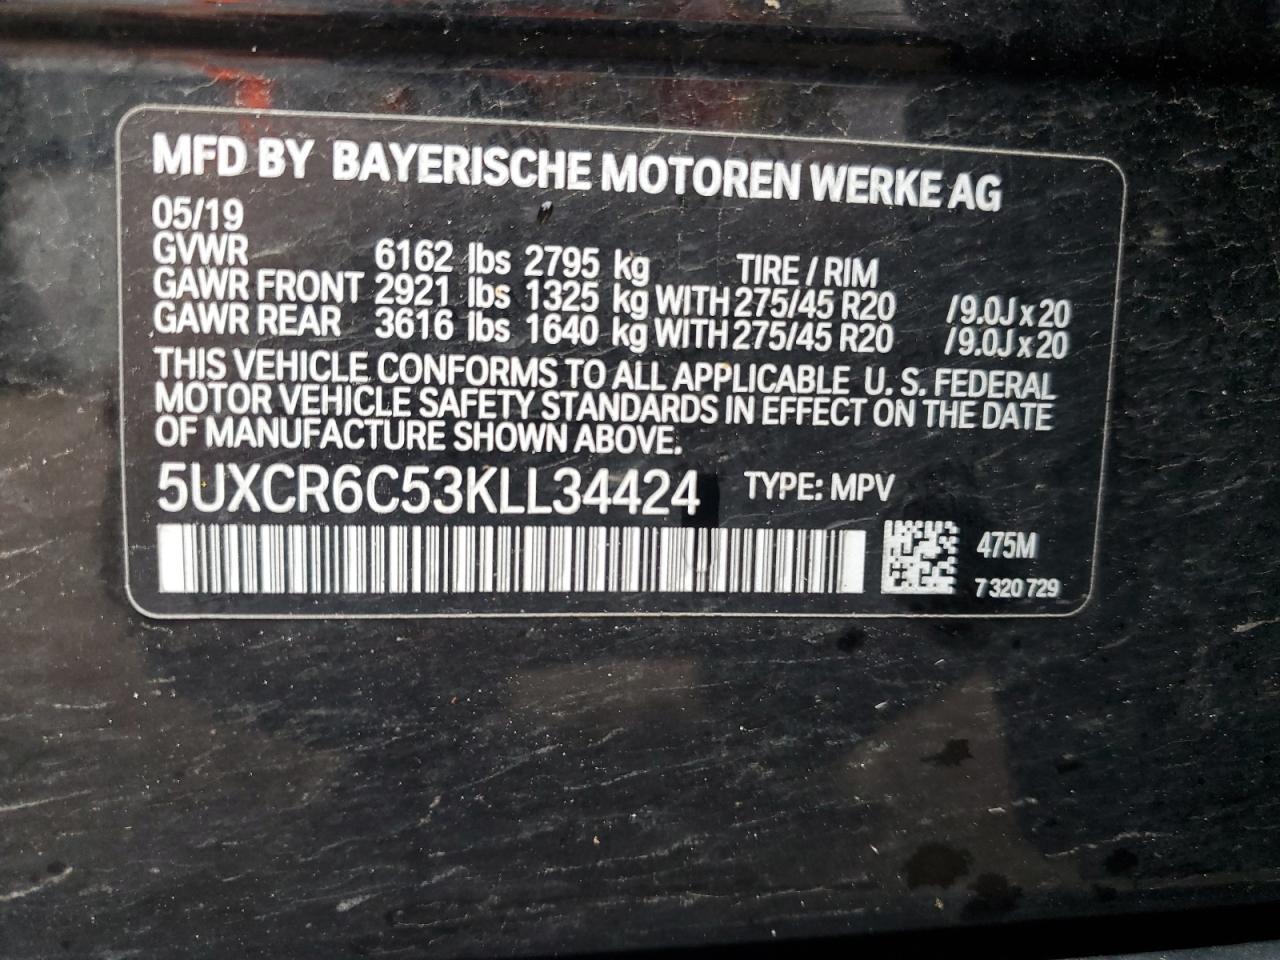 MFD BY BAYERISCHE MOTOREN WERKE AG
05/19
GVWR 6162 lbs 2795 kg TIRE / RIM
GAWR FRONT 2921 lbs 1325 kg WITH 275/45 R20 /9.0J x 20
GAWR REAR 3616 lbs 1640 kg WITH 275/45 R20 /9.0J x 20
THIS VEHICLE CONFORMS TO ALL APPLICABLE U. S. FEDERAL
MOTOR VEHICLE SAFETY STANDARDS IN EFFECT ON THE DATE
OF MANUFACTURE SHOWN ABOVE.
5UXCR6C53KLL34424 TYPE: MPV
475M
7 320 729